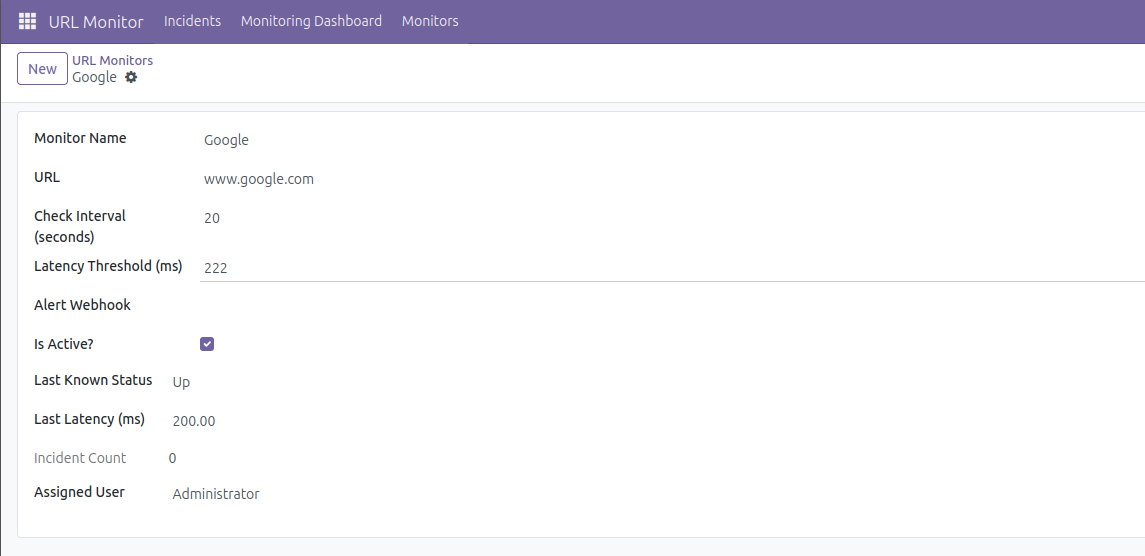 URL Monitor Incidents Monitoring Dashboard Monitors
New
URL Monitors
Google
Monitor Name Google
URL www.google.com
Check Interval
(seconds) 20
Latency Threshold (ms) 222
Alert Webhook
Is Active?
Last Known Status Up
Last Latency (ms) 200.00
Incident Count 0
Assigned User Administrator